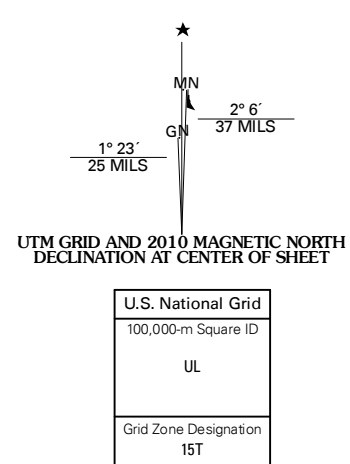 MN
2° 6´
37 MILS
GN
1° 23´
25 MILS
UTM GRID AND 2010 MAGNETIC NORTH
DECLINATION AT CENTER OF SHEET
U.S. National Grid
100,000-m Square ID
UL
Grid Zone Designation
15T